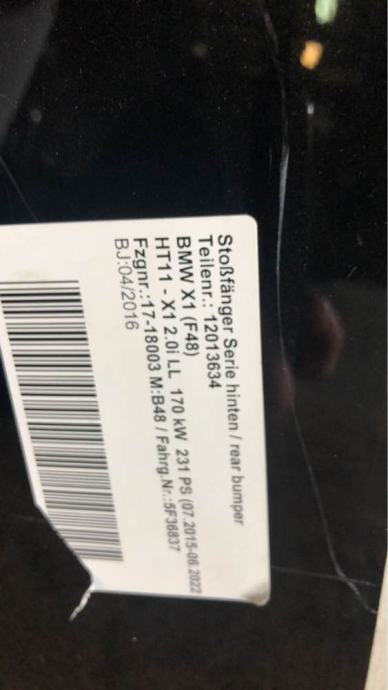 Stoßfänger Serie hinten / rear bumper
Teilenr.: 12013634
BMW X1 (F48)
HT11 - X1 2.0i LL 170 kW 231 PS (07.2015-06.2022
Fzgnr.:17-18003 M:B48 / Fahrg.Nr.:5F36837
BJ:04/2016